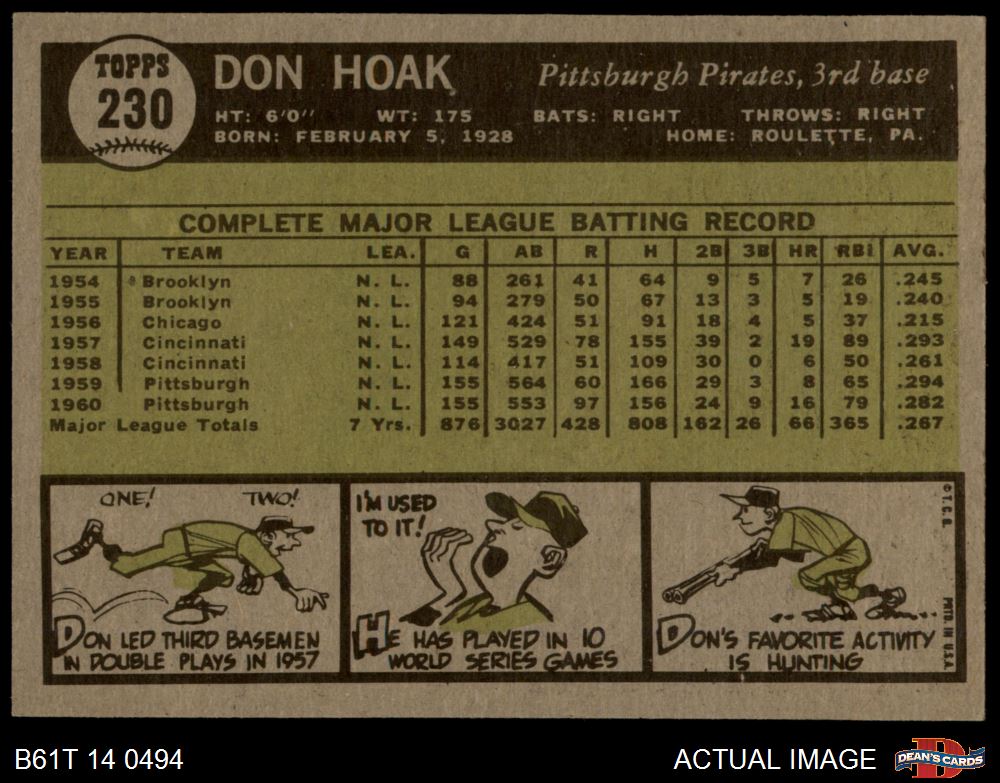 TOPPS
230
DON HOAK Pittsburgh Pirates, 3rd base
HT: 6'0" WT: 175 BATS: RIGHT THROWS: RIGHT
BORN: FEBRUARY 5, 1928 HOME: ROULETTE, PA.
COMPLETE MAJOR LEAGUE BATTING RECORD
YEAR TEAM LEA. G AB R H 2B 3B HR RBI AVG.
1954 Brooklyn N. L. 88 261 41 64 9 5 7 26 .245
1955 Brooklyn N. L. 94 279 50 67 13 3 5 19 .240
1956 Chicago N. L. 121 424 51 91 18 4 5 37 .215
1957 Cincinnati N. L. 149 529 78 155 39 2 19 89 .293
1958 Cincinnati N. L. 114 417 51 109 30 0 6 50 .261
1959 Pittsburgh N. L. 155 564 60 166 29 3 8 65 .294
1960 Pittsburgh N. L. 155 553 97 156 24 9 16 79 .282
Major League Totals 7 Yrs. 876 3027 428 808 162 26 66 365 .267
ONE! TWO!
DON LED THIRD BASEMEN
IN DOUBLE PLAYS IN 1957
I'M USED
TO IT!
HE HAS PLAYED IN 10
WORLD SERIES GAMES
DON'S FAVORITE ACTIVITY
IS HUNTING
© T.C.G.
PRTD. IN U.S.A.
B61T 14 0494
ACTUAL IMAGE
DEAN'S CARDS